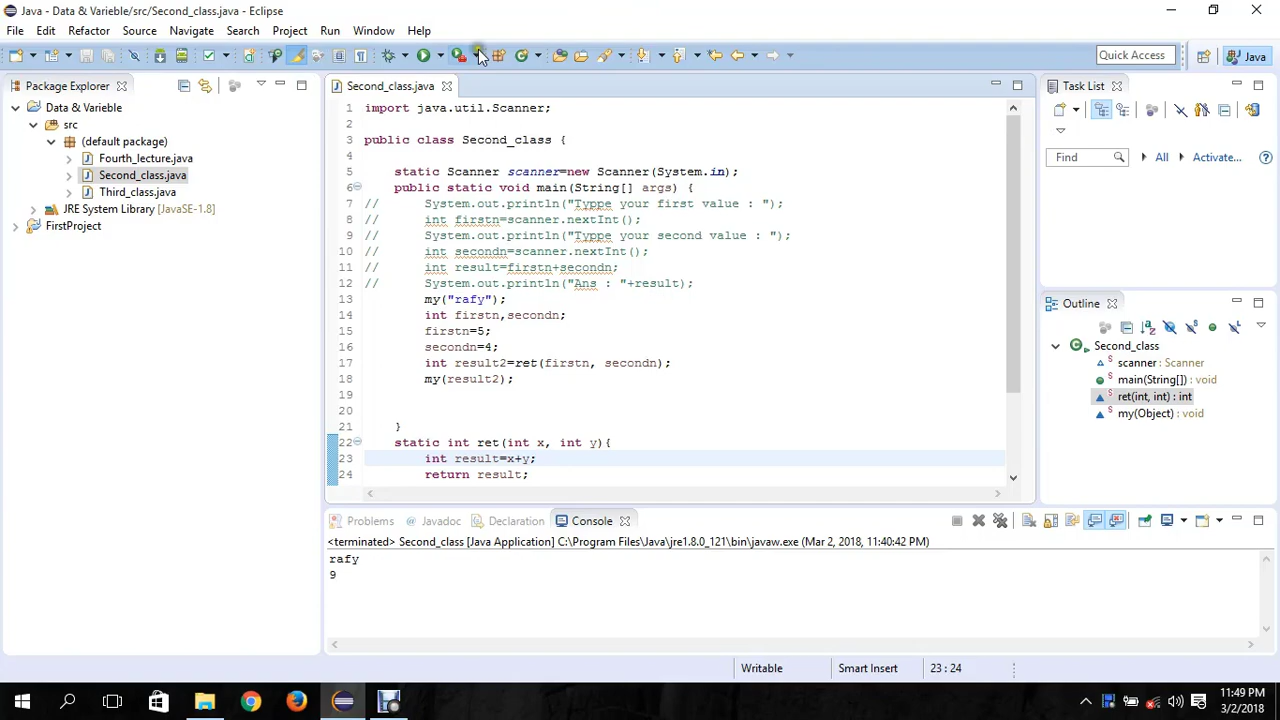 Java - Data & Varieble/src/Second_class.java - Eclipse
File Edit Refactor Source Navigate Search Project Run Window Help
Quick Access
Java
Package Explorer
Data & Varieble
src
(default package)
Fourth_lecture.java
Second_class.java
Third_class.java
JRE System Library [JavaSE-1.8]
FirstProject
Second_class.java
1 import java.util.Scanner;
2
3 public class Second_class {
4
5 static Scanner scanner=new Scanner(System.in);
6 public static void main(String[] args) {
7 // System.out.println("Typpe your first value : ");
8 // int firstn=scanner.nextInt();
9 // System.out.println("Typpe your second value : ");
10 // int secondn=scanner.nextInt();
11 // int result=firstn+secondn;
12 // System.out.println("Ans : "+result);
13 my("rafy");
14 int firstn,secondn;
15 firstn=5;
16 secondn=4;
17 int result2=ret(firstn, secondn);
18 my(result2);
19
20
21 }
22 static int ret(int x, int y){
23 int result=x+y;
24 return result;
Task List
Find All Activate...
Outline
Second_class
scanner : Scanner
main(String[]) : void
ret(int, int) : int
my(Object) : void
Problems Javadoc Declaration Console
<terminated> Second_class [Java Application] C:\Program Files\Java\jre1.8.0_121\bin\javaw.exe (Mar 2, 2018, 11:40:42 PM)
rafy
9
Writable Smart Insert 23 : 24
11:49 PM
3/2/2018